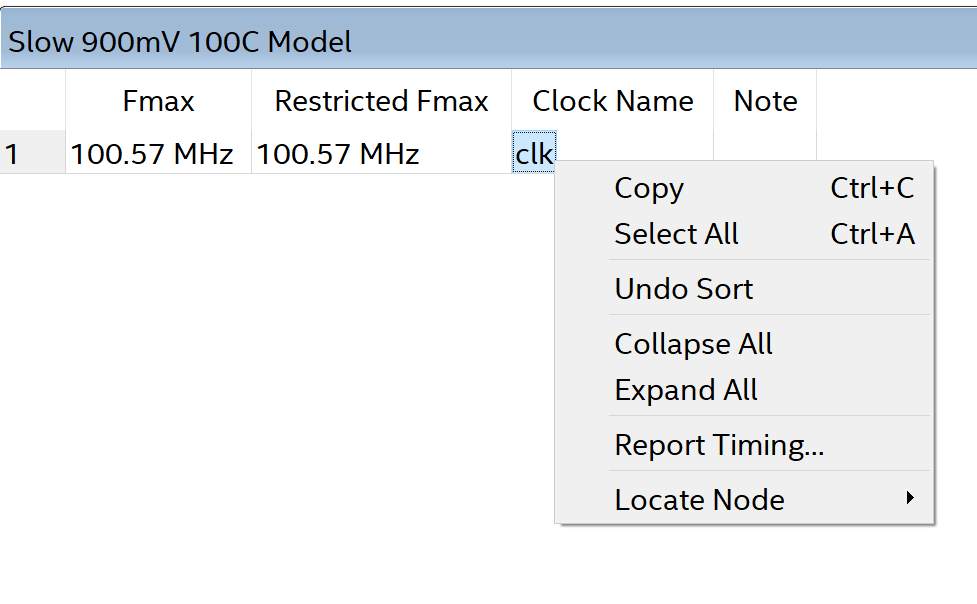 Slow 900mV 100C Model
Fmax Restricted Fmax Clock Name Note
1 100.57 MHz 100.57 MHz clk
Copy Ctrl+C
Select All Ctrl+A
Undo Sort
Collapse All
Expand All
Report Timing...
Locate Node